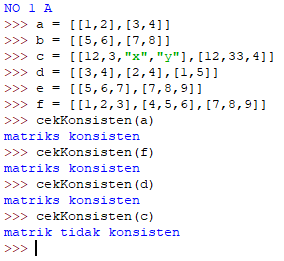 NO 1 A
>>> a = [[1,2],[3,4]]
>>> b = [[5,6],[7,8]]
>>> c = [[12,3,"x","y"],[12,33,4]]
>>> d = [[3,4],[2,4],[1,5]]
>>> e = [[5,6,7],[7,8,9]]
>>> f = [[1,2,3],[4,5,6],[7,8,9]]
>>> cekKonsisten(a)
matriks konsisten
>>> cekKonsisten(f)
matriks konsisten
>>> cekKonsisten(d)
matriks konsisten
>>> cekKonsisten(c)
matrik tidak konsisten
>>>